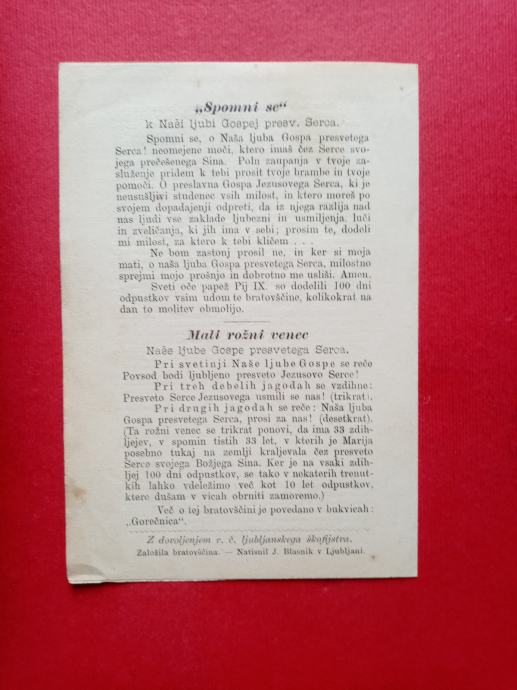 „Spomni se“
k Naši ljubi Gospej presv. Serca.
Spomni se, o Naša ljuba Gospa presvetega
Serca! neomejene moči, ktero imaš čez Serce svo-
jega prečešenega Sina. Poln zaupanja v tvoje za-
služenje pridem k tebi prosit tvoje brambe in tvoje
pomoči. O preslavna Gospa Jezusovega Serca, ki je
neusušljivi studenec vsih milost, in ktero moreš po
svojem dopadajenji odpreti, da iz njega razlija nad
nas ljudi vse zaklade ljubezni in usmiljenja, luči
in zveličanja, ki jih ima v sebi; prosim te, dodeli
mi milost, za ktero k tebi kličem . . .
Ne bom zastonj prosil ne, in ker si moja
mati, o naša ljuba Gospa presvetega Serca, milostno
sprejmi mojo prošnjo in dobrotno me usliši. Amen.
Sveti oče papež Pij IX. so dodelili 100 dni
odpustkov vsim udom te bratovščine, kolikokrat na
dan to molitev obmolijo.
Mali rožni venec
Naše ljube Gospe presvetega Serca.
Pri svetinji Naše ljube Gospe se reče
Povsod bodi ljubljeno presveto Jezusovo Serce!
Pri treh debelih jagodah se vzdihne:
Presveto Serce Jezusovega usmili se nas! (trikrat).
Pri drugih jagodah se reče: Naša ljuba
Gospa presvetega Serca, prosi za nas! (desetkrat).
(Ta rožni venec se trikrat ponovi, da ima 33 zdih-
ljejev, v spomin tistih 33 let, v kterih je Marija
posebno tukaj na zemlji kraljevala čez presveto
Serce svojega Božjega Sina. Ker je na vsaki zdih-
ljej 100 dni odpustkov, se tako v nekaterih trenut-
kih lahko vdeležimo več kot 10 let odpustkov,
ktere dušam v vicah obrniti zamoremo.)
Več o tej bratovščini je povedano v bukvicah:
„Gorečnica“.
Z dovoljenjem v. č. ljubljanskega škofijstva.
Založila bratovščina. — Natisnil J. Blasnik v Ljubljani.